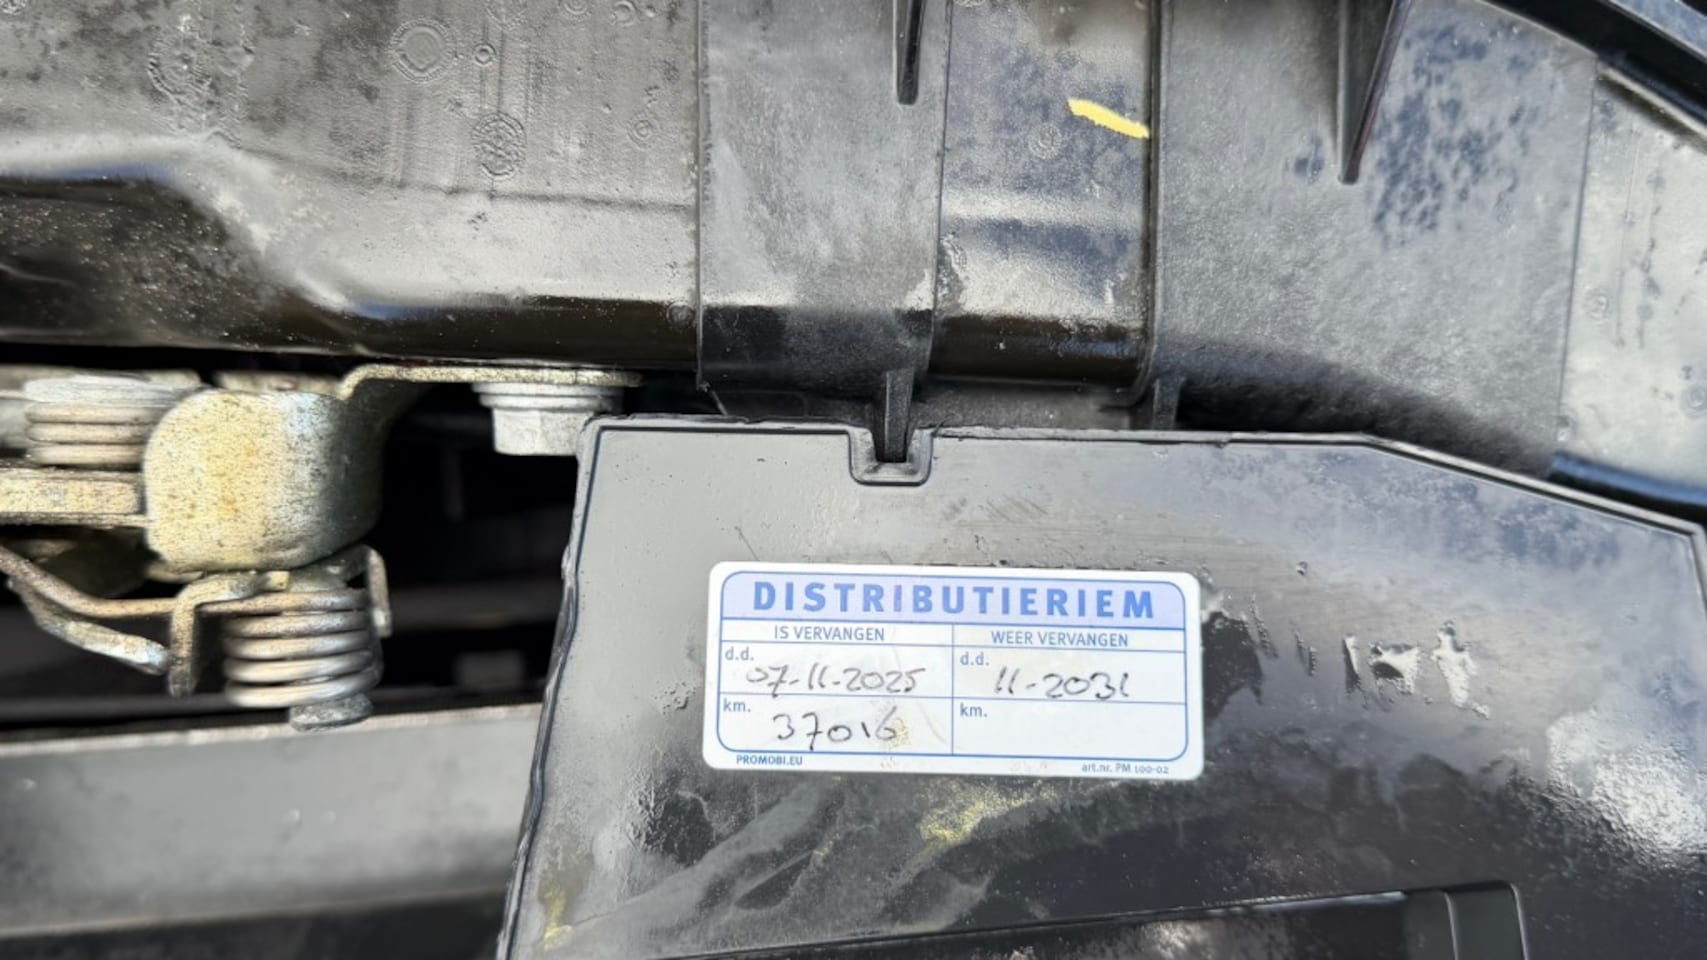 DISTRIBUTIERIEM
IS VERVANGEN WEER VERVANGEN
d.d. 07-11-2025 d.d. 11-2031
km. 37016 km.
PROMOBI.EU art.nr. PM 100-02